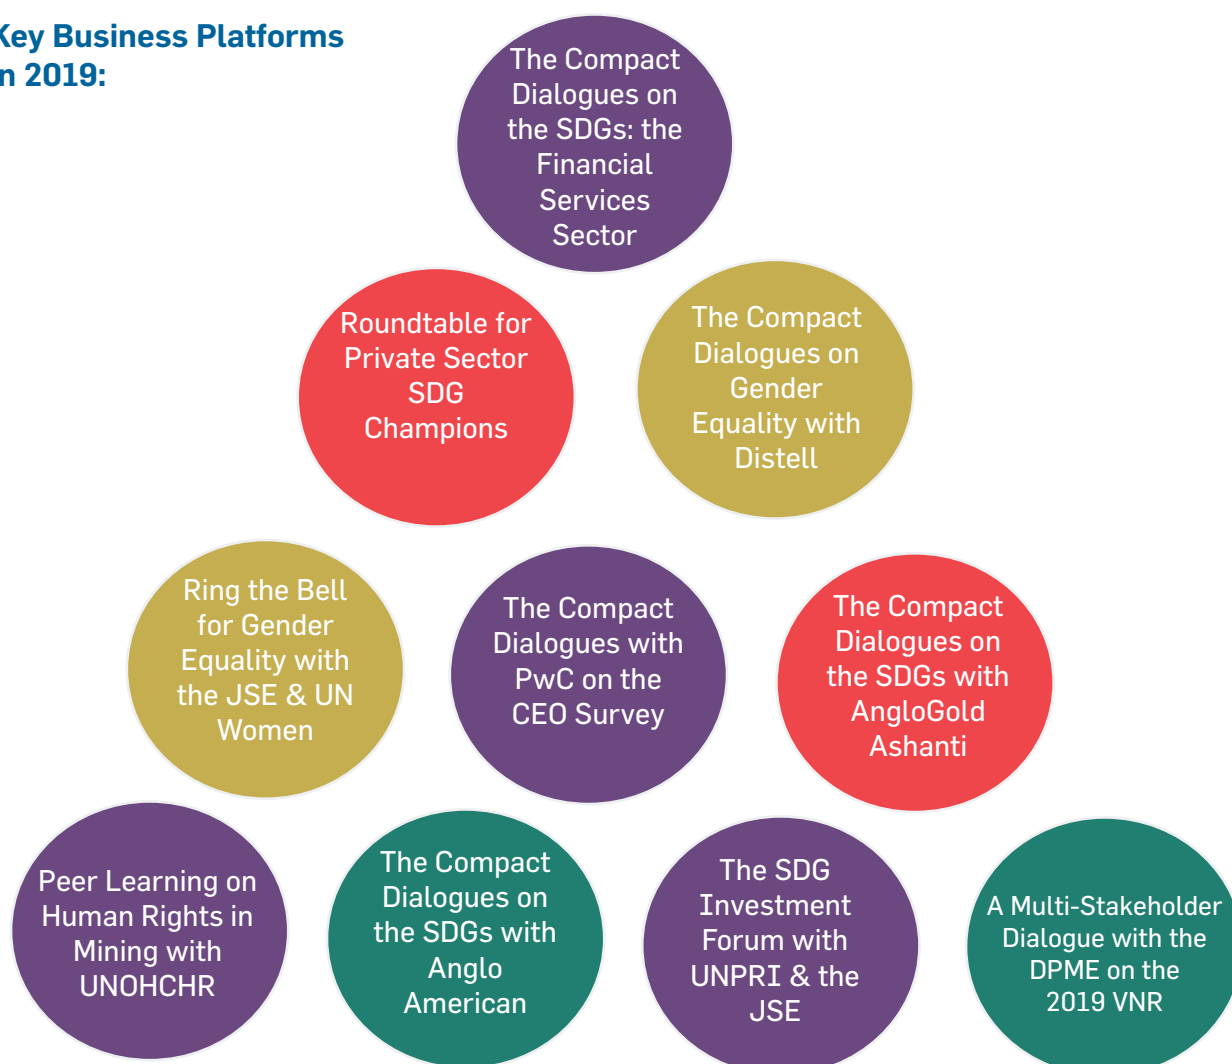 Key Business Platforms
n 2019:
The Compact
Dialogues on
the SDGs: the
Financial
Services
Sector
Roundtable for
Private Sector
SDG
Champions
The Compact
Dialogues on
Gender
Equality with
Distell
Ring the Bell
for Gender
Equality with
the JSE & UN
Women
The Compact
Dialogues with
PwC on the
CEO Survey
The Compact
Dialogues on
the SDGs with
AngloGold
Ashanti
Peer Learning on
Human Rights in
Mining with
UNOHCHR
The Compact
Dialogues on
the SDGs with
Anglo
American
The SDG
Investment
Forum with
UNPRI & the
JSE
A Multi-Stakeholder
Dialogue with the
DPME on the
2019 VNR